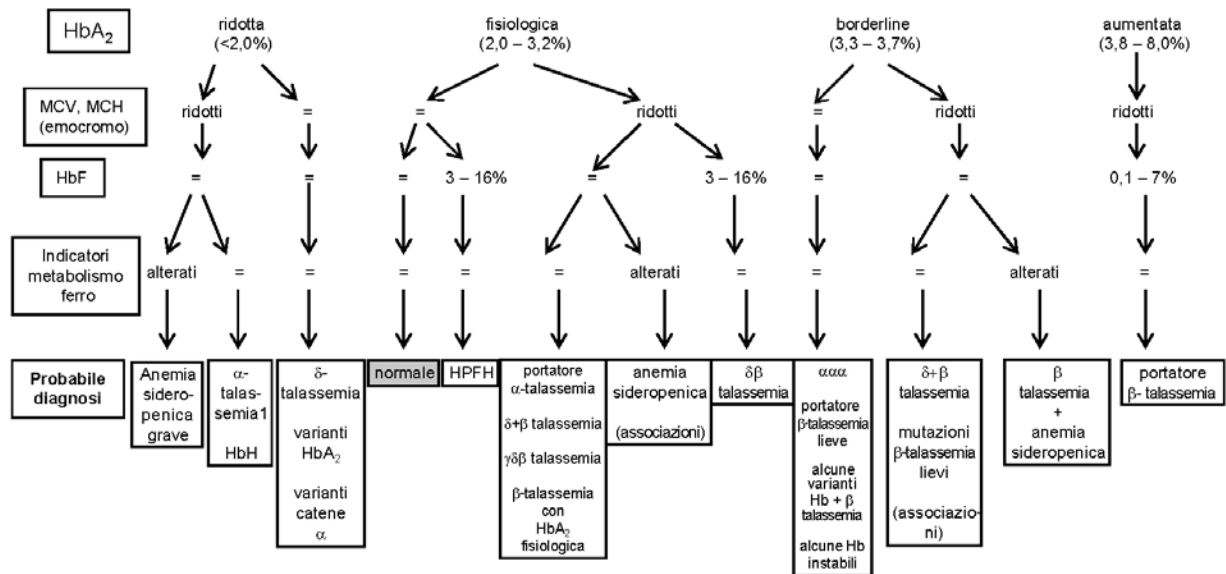 HbA₂
ridotta
(<2,0%)
fisiologica
(2,0 – 3,2%)
borderline
(3,3 – 3,7%)
aumentata
(3,8 – 8,0%)
MCV, MCH
(emocromo)
ridotti
=
=
ridotti
=
ridotti
ridotti
HbF
=
=
=
3 – 16%
=
3 – 16%
=
=
0,1 – 7%
Indicatori
metabolismo
ferro
alterati
=
=
=
=
=
alterati
=
=
=
alterati
=
Probabile
diagnosi
Anemia
sidero-
penica
grave
α-
talas-
semia1
HbH
δ-
talassemia
varianti
HbA₂
varianti
catene
α
normale
HPFH
portatore
α-talassemia
δ+β talassemia
γδβ talassemia
β-talassemia
con
HbA₂
fisiologica
anemia
sideropenica
(associazioni)
δβ
talassemia
ααα
portatore
β-talassemia
lieve
alcune
varianti
Hb + β
talassemia
alcune Hb
instabili
δ+β
talassemia
mutazioni
β-talassemia
lievi
(associazio-
ni)
β
talassemia
+
anemia
sideropenica
portatore
β- talassemia